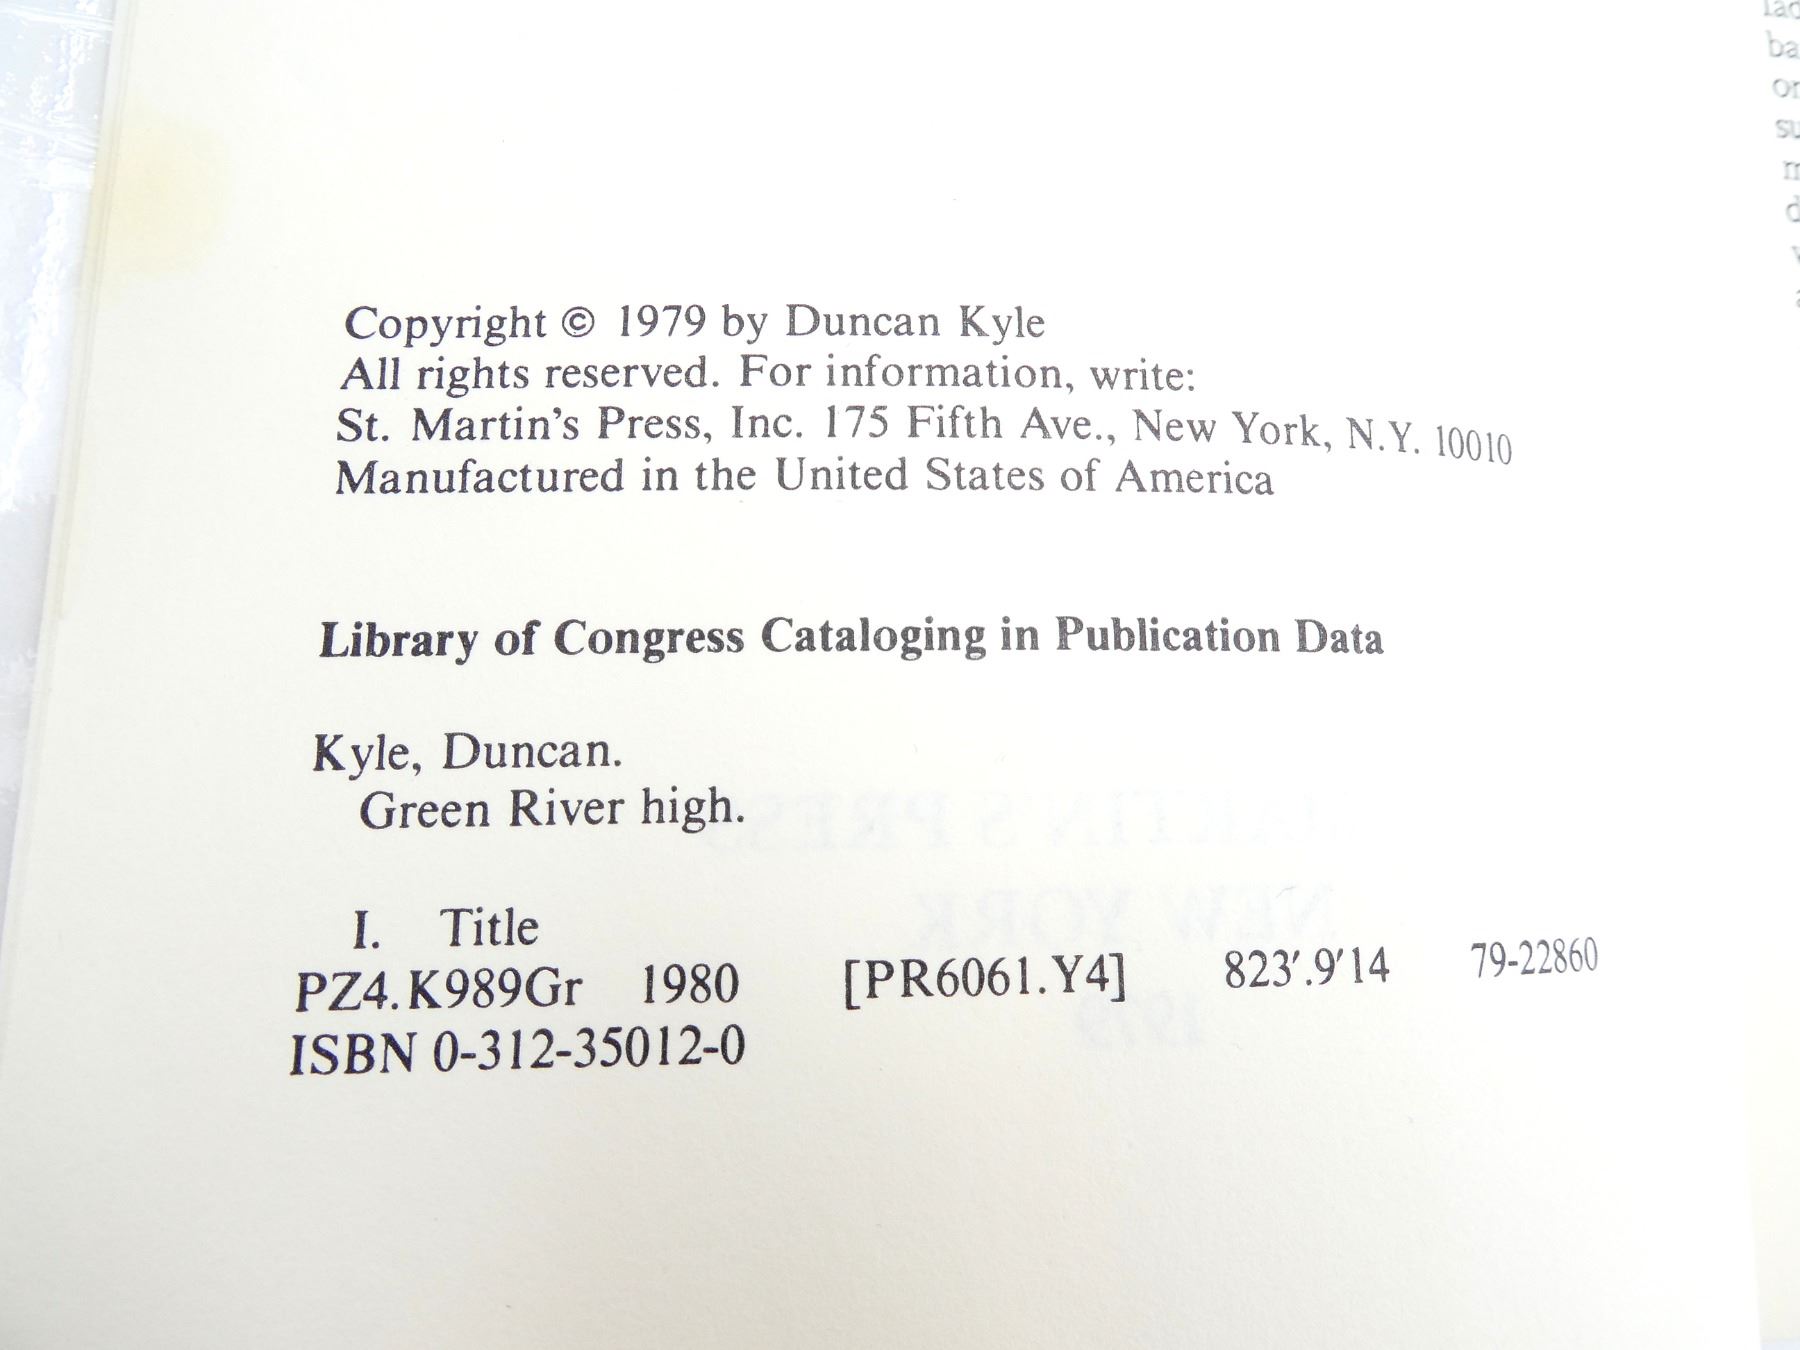 Copyright © 1979 by Duncan Kyle
All rights reserved. For information, write:
St. Martin's Press, Inc. 175 Fifth Ave., New York, N.Y. 10010
Manufactured in the United States of America
Library of Congress Cataloging in Publication Data
Kyle, Duncan.
Green River high.
I. Title
PZ4.K989Gr 1980 [PR6061.Y4] 823'.9'14 79-22860
ISBN 0-312-35012-0